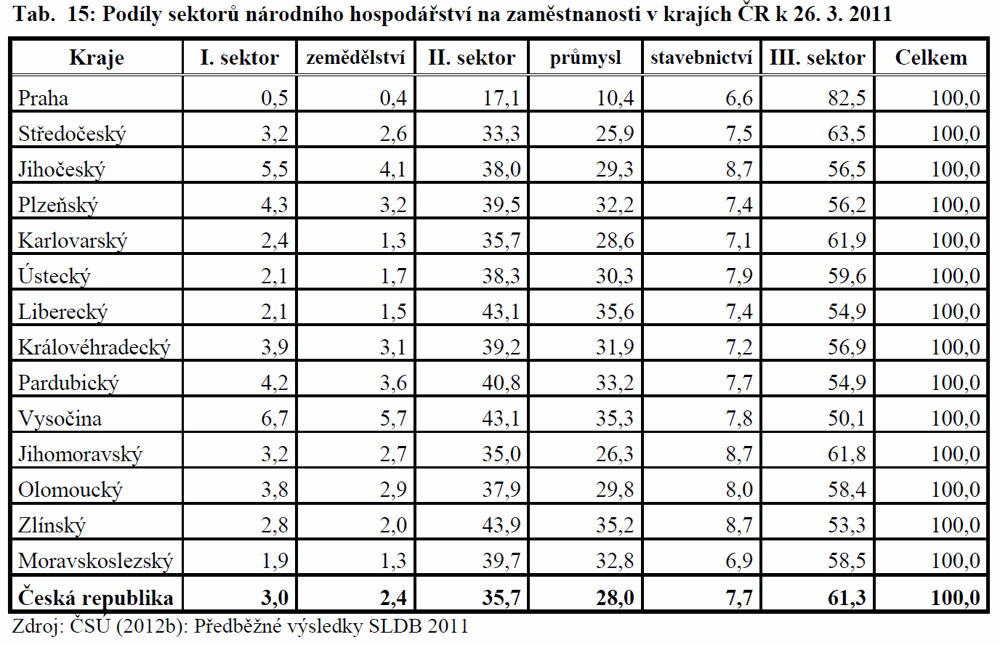 Tab. 15: Podíly sektorů národního hospodářství na zaměstnanosti v krajích ČR k 26. 3. 2011
Kraje I. sektor zemědělství II. sektor průmysl stavebnictví III. sektor Celkem
Praha 0,5 0,4 17,1 10,4 6,6 82,5 100,0
Středočeský 3,2 2,6 33,3 25,9 7,5 63,5 100,0
Jihočeský 5,5 4,1 38,0 29,3 8,7 56,5 100,0
Plzeňský 4,3 3,2 39,5 32,2 7,4 56,2 100,0
Karlovarský 2,4 1,3 35,7 28,6 7,1 61,9 100,0
Ústecký 2,1 1,7 38,3 30,3 7,9 59,6 100,0
Liberecký 2,1 1,5 43,1 35,6 7,4 54,9 100,0
Královéhradecký 3,9 3,1 39,2 31,9 7,2 56,9 100,0
Pardubický 4,2 3,6 40,8 33,2 7,7 54,9 100,0
Vysočina 6,7 5,7 43,1 35,3 7,8 50,1 100,0
Jihomoravský 3,2 2,7 35,0 26,3 8,7 61,8 100,0
Olomoucký 3,8 2,9 37,9 29,8 8,0 58,4 100,0
Zlínský 2,8 2,0 43,9 35,2 8,7 53,3 100,0
Moravskoslezský 1,9 1,3 39,7 32,8 6,9 58,5 100,0
Česká republika 3,0 2,4 35,7 28,0 7,7 61,3 100,0
Zdroj: ČSÚ (2012b): Předběžné výsledky SLDB 2011